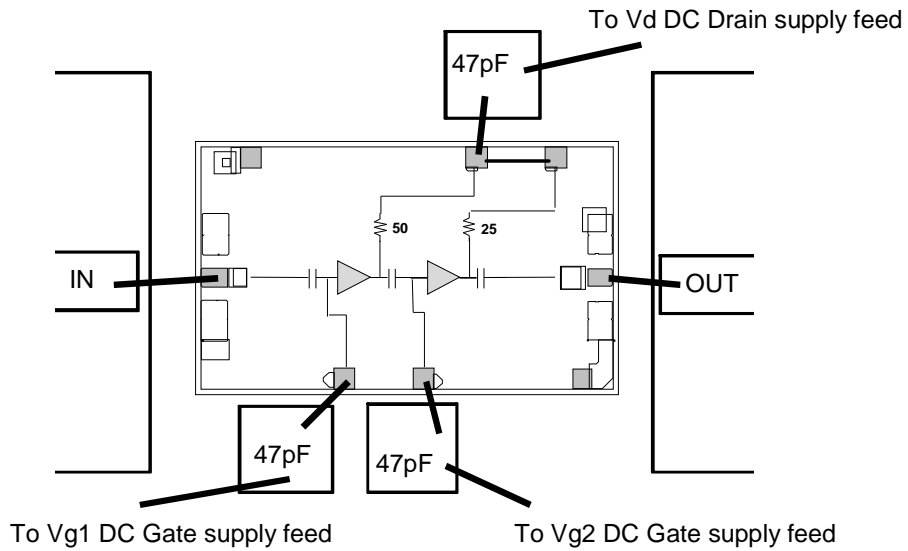 To Vd DC Drain supply feed
47pF
50
25
IN
OUT
47pF
47pF
To Vg1 DC Gate supply feed
To Vg2 DC Gate supply feed